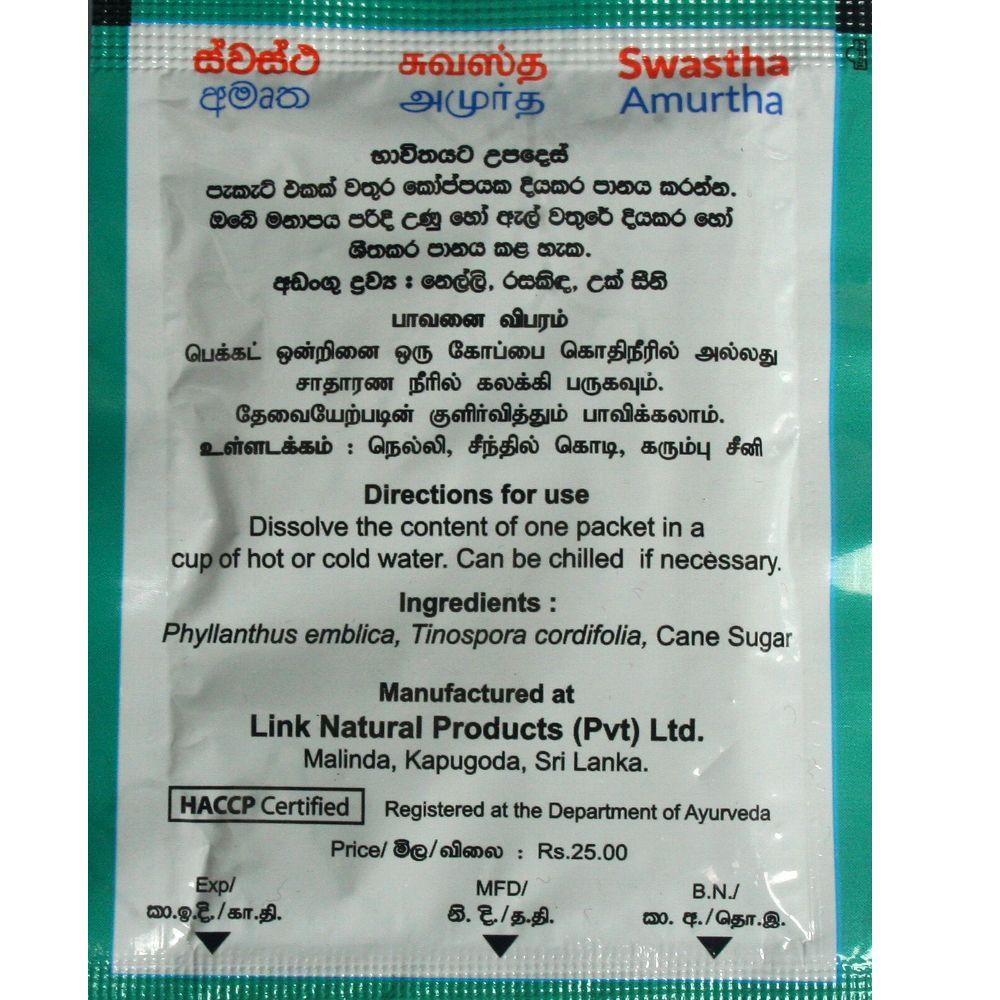 ස්වස්ථ සුවஸ්த Swastha
අමෘත அமுர்த Amurtha
භාවිතයට උපදෙස්
පැකැට් එකක් වතුර කෝප්පයක දියකර පානය කරන්න.
ඔබේ මනාපය පරිදී උණු හෝ ඇල් වතුරේ දියකර හෝ
ශීතකර පානය කළ හැක.
අඩංගු ද්‍රව්‍ය : නෙල්ලි, රසකිඳ, උක් සීනි
பாவனை விபரம்
பெக்கட் ஒன்றினை ஒரு கோப்பை கொதிநீரில் அல்லது
சாதாரண நீரில் கலக்கி பருகவும்.
தேவையேற்படின் குளிர்வித்தும் பாவிக்கலாம்.
உள்ளடக்கம் : நெல்லி, சீந்தில் கொடி, கரும்பு சீனி
Directions for use
Dissolve the content of one packet in a
cup of hot or cold water. Can be chilled if necessary.
Ingredients :
Phyllanthus emblica, Tinospora cordifolia, Cane Sugar
Manufactured at
Link Natural Products (Pvt) Ltd.
Malinda, Kapugoda, Sri Lanka.
HACCP Certified Registered at the Department of Ayurveda
Price/ මිල/விலை : Rs.25.00
Exp/ MFD/ B.N./
කා.ඉ.දි./கா.தி. නි. දි./த.தி. කා. අ./தொ.இ.